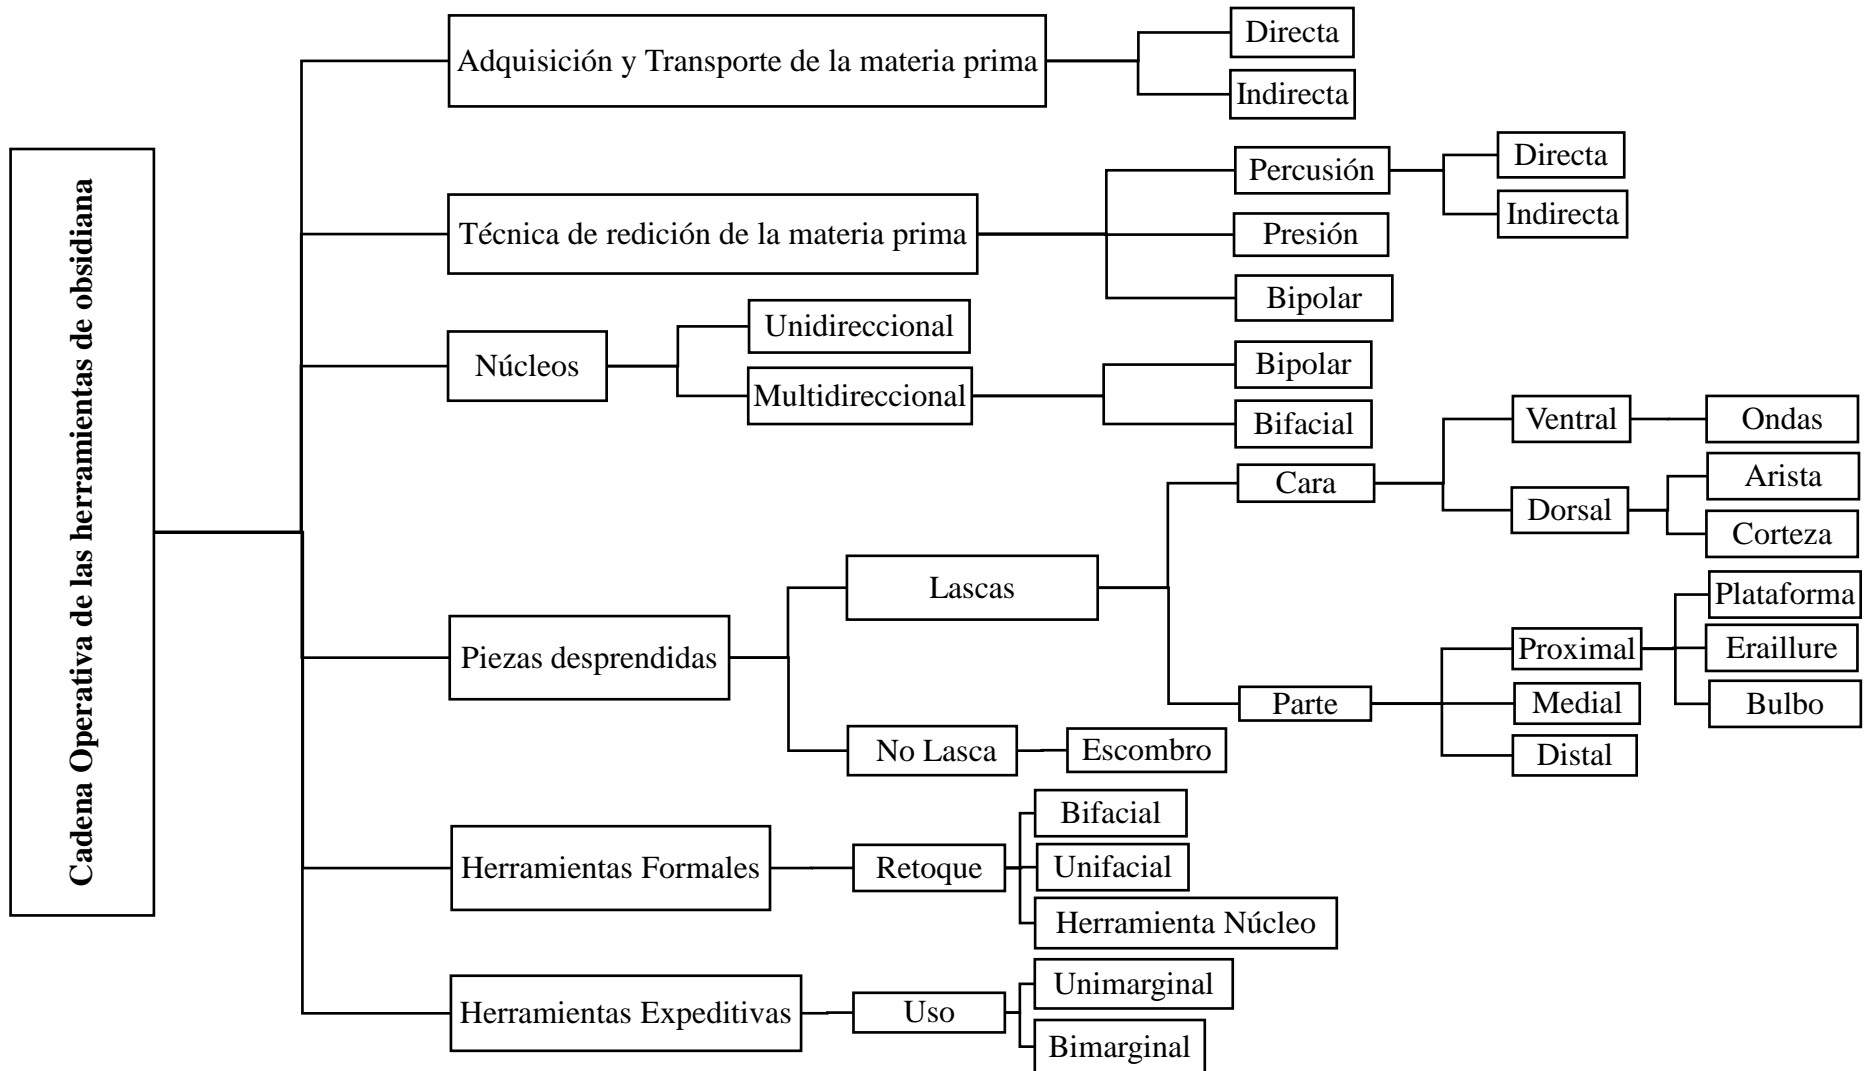 Cadena Operativa de las herramientas de obsidiana
Adquisición y Transporte de la materia prima
Directa
Indirecta
Técnica de redición de la materia prima
Percusión
Directa
Indirecta
Presión
Bipolar
Núcleos
Unidireccional
Multidireccional
Bipolar
Bifacial
Piezas desprendidas
Lascas
Cara
Ventral
Ondas
Dorsal
Arista
Corteza
Parte
Proximal
Plataforma
Eraillure
Bulbo
Medial
Distal
No Lasca
Escombro
Herramientas Formales
Retoque
Bifacial
Unifacial
Herramienta Núcleo
Herramientas Expeditivas
Uso
Unimarginal
Bimarginal